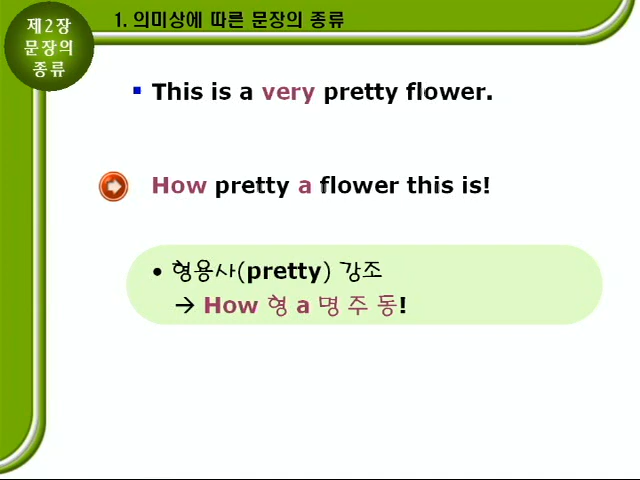 제2장
문장의
종류
1. 의미상에 따른 문장의 종류
▪ This is a very pretty flower.
How pretty a flower this is!
• 형용사(pretty) 강조
→ How 형 a 명 주 동!